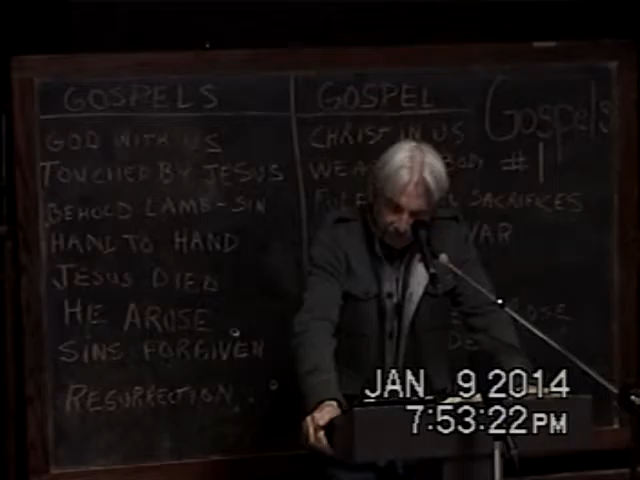 GOSPELS
GOD WITH US
TOUCHED BY JESUS
BEHOLD LAMB-SIN
HAND TO HAND
JESUS DIED
HE AROSE
SINS FORGIVEN
RESURRECTION
GOSPEL
CHRIST IN US
BODY
SACRIFICES
WAR
Gospels
#1
JAN. 9 2014
7:53:22PM